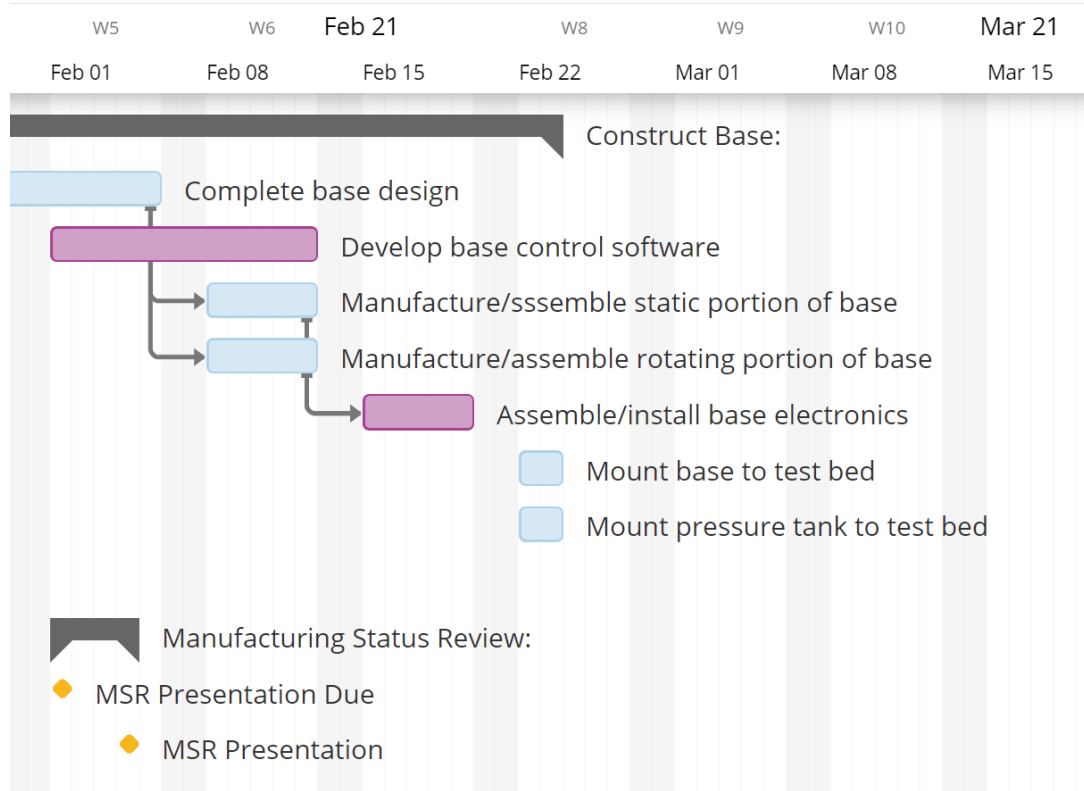 W5 W6 Feb 21 W8 W9 W10 Mar 21
Feb 01 Feb 08 Feb 15 Feb 22 Mar 01 Mar 08 Mar 15
Construct Base:
Complete base design
Develop base control software
Manufacture/sssemble static portion of base
Manufacture/assemble rotating portion of base
Assemble/install base electronics
Mount base to test bed
Mount pressure tank to test bed
Manufacturing Status Review:
MSR Presentation Due
MSR Presentation